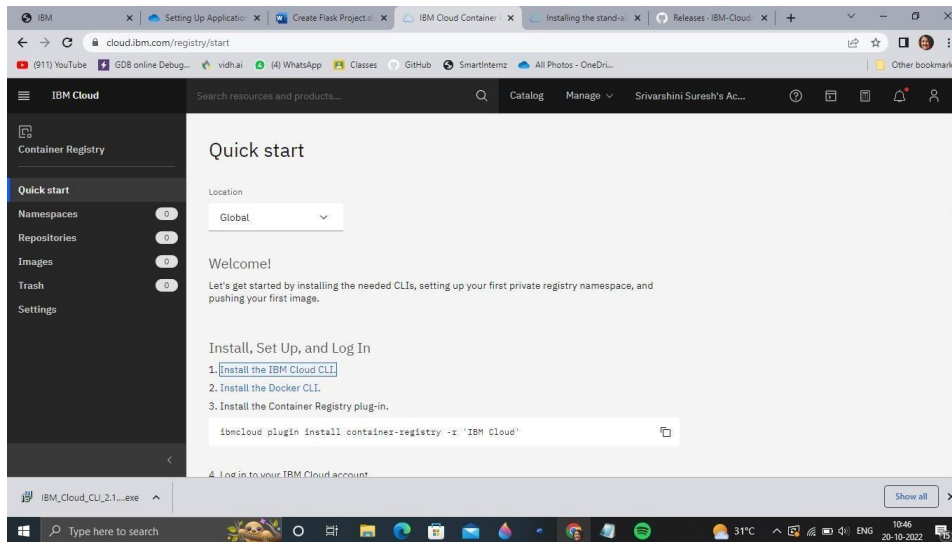 IBM
Setting Up Applicatio
Create Flask Project.d
IBM Cloud Container
Installing the stand-al
Releases · IBM-Cloud
cloud.ibm.com/registry/start
(911) YouTube
GDB online Debug...
vidh.ai
(4) WhatsApp
Classes
GitHub
SmartInternz
All Photos - OneDri...
Other bookmark
IBM Cloud
Search resources and products...
Catalog
Manage
Srivarshini Suresh's Ac...
Container Registry
Quick start
Namespaces 0
Repositories 0
Images 0
Trash 0
Settings
Quick start
Location
Global
Welcome!
Let's get started by installing the needed CLIs, setting up your first private registry namespace, and
pushing your first image.
Install, Set Up, and Log In
1. Install the IBM Cloud CLI.
2. Install the Docker CLI.
3. Install the Container Registry plug-in.
ibmcloud plugin install container-registry -r 'IBM Cloud'
4. Log in to your IBM Cloud account
IBM_Cloud_CLI_2.1....exe
Show all
Type here to search
31°C
ENG
10:46
20-10-2022